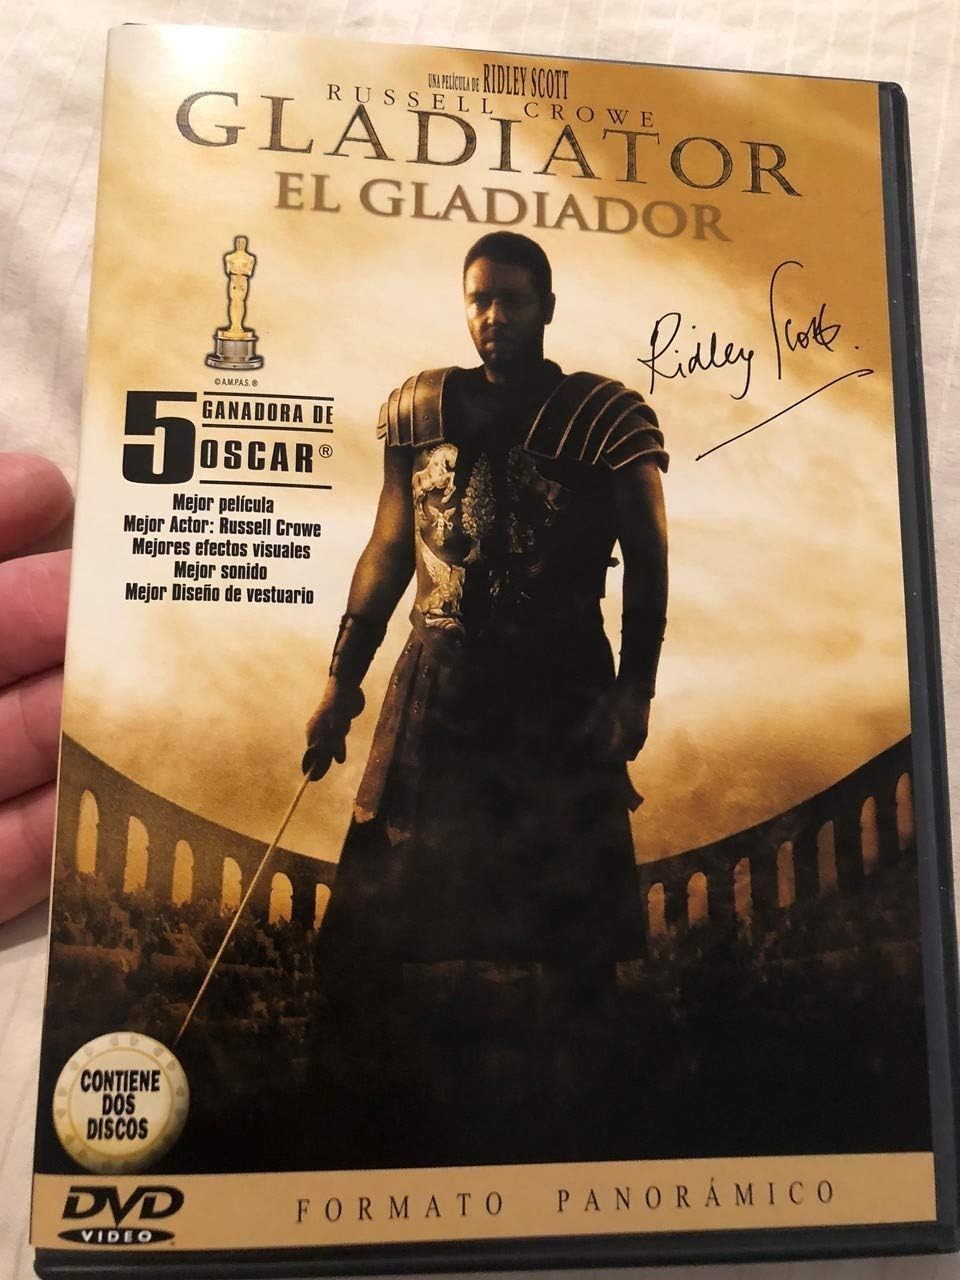 UNA PELÍCULA DE RIDLEY SCOTT
RUSSELL CROWE
GLADIATOR
EL GLADIADOR
Ridley Scott
© A.M.P.A.S. ®
5 GANADORA DE
OSCAR®
Mejor película
Mejor Actor: Russell Crowe
Mejores efectos visuales
Mejor sonido
Mejor Diseño de vestuario
CONTIENE
DOS
DISCOS
DVD
VIDEO
FORMATO PANORÁMICO